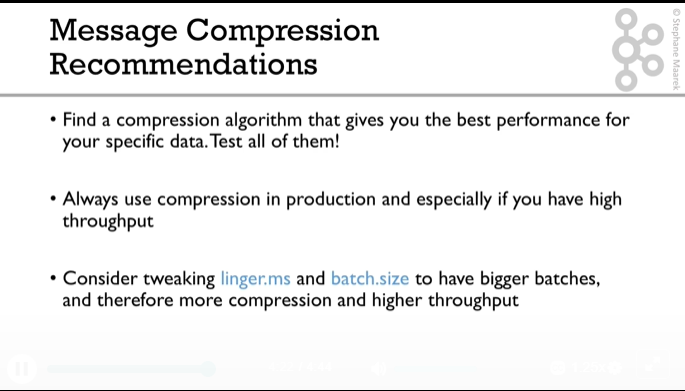 Message Compression
Recommendations
© Stephane Maarek
• Find a compression algorithm that gives you the best performance for
your specific data. Test all of them!
• Always use compression in production and especially if you have high
throughput
• Consider tweaking linger.ms and batch.size to have bigger batches,
and therefore more compression and higher throughput